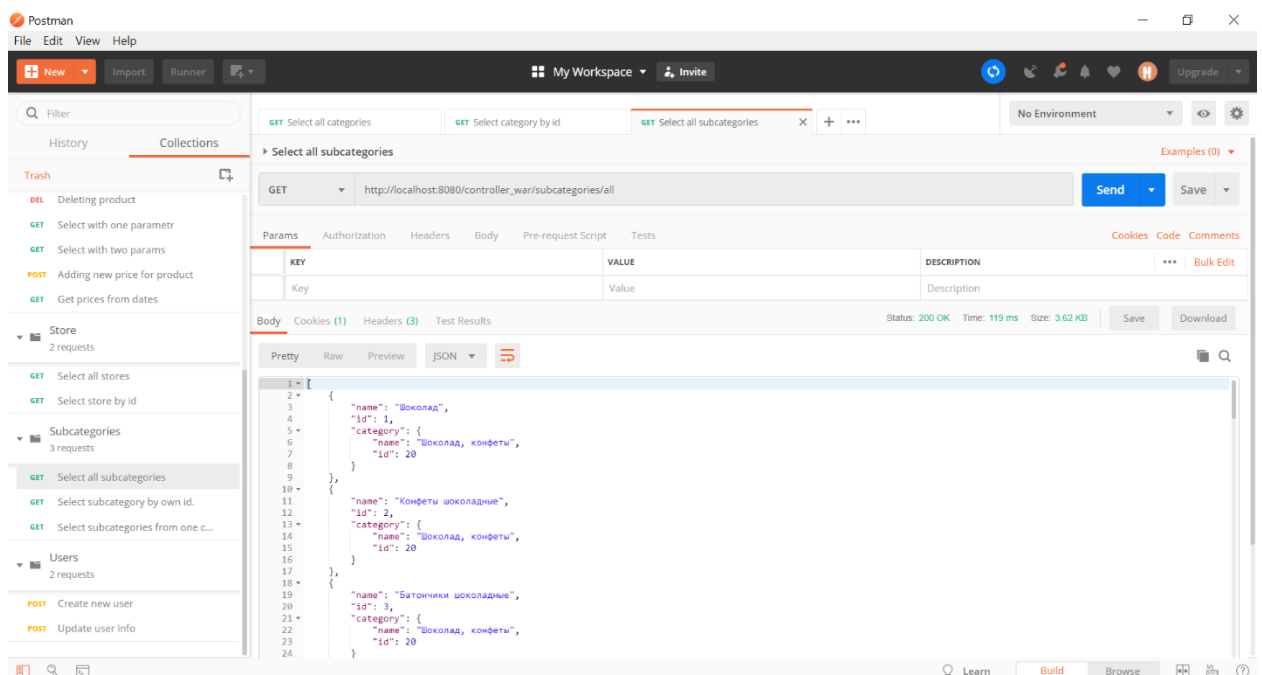 Postman
File Edit View Help
New Import Runner My Workspace Invite Upgrade
Filter
History Collections
Trash
DEL Deleting product
GET Select with one parametr
GET Select with two params
POST Adding new price for product
GET Get prices from dates
Store
2 requests
GET Select all stores
GET Select store by id
Subcategories
3 requests
GET Select all subcategories
GET Select subcategory by own id.
GET Select subcategories from one c...
Users
2 requests
POST Create new user
POST Update user info
GET Select all categories GET Select category by id GET Select all subcategories No Environment
Select all subcategories Examples (0)
GET http://localhost:8080/controller_war/subcategories/all Send Save
Params Authorization Headers Body Pre-request Script Tests Cookies Code Comments
KEY VALUE DESCRIPTION Bulk Edit
Key Value Description
Body Cookies (1) Headers (3) Test Results Status: 200 OK Time: 119 ms Size: 3.62 KB Save Download
Pretty Raw Preview JSON
1 [
2 {
3 "name": "Шоколад",
4 "id": 1,
5 "category": {
6 "name": "Шоколад, конфеты",
7 "id": 20
8 }
9 },
10 {
11 "name": "Конфеты шоколадные",
12 "id": 2,
13 "category": {
14 "name": "Шоколад, конфеты",
15 "id": 20
16 }
17 },
18 {
19 "name": "Батончики шоколадные",
20 "id": 3,
21 "category": {
22 "name": "Шоколад, конфеты",
23 "id": 20
24 }
Learn Build Browse